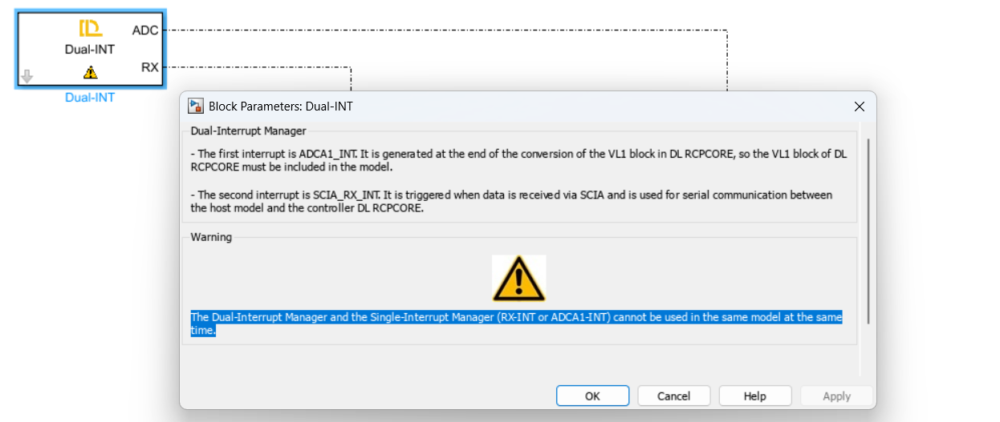 ADC
Dual-INT
RX
Dual-INT
Block Parameters: Dual-INT
Dual-Interrupt Manager
- The first interrupt is ADCA1_INT. It is generated at the end of the conversion of the VL1 block in DL RCPCORE, so the VL1 block of DL
RCPCORE must be included in the model.
- The second interrupt is SCIA_RX_INT. It is triggered when data is received via SCIA and is used for serial communication between
the host model and the controller DL RCPCORE.
Warning
The Dual-Interrupt Manager and the Single-Interrupt Manager (RX-INT or ADCA1-INT) cannot be used in the same model at the same
time.
OK
Cancel
Help
Apply